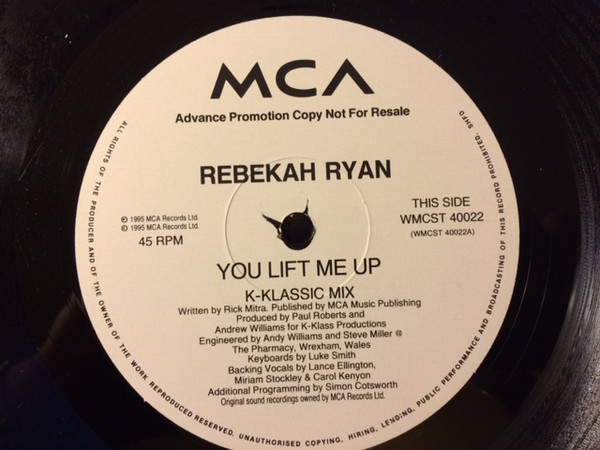 MCA
Advance Promotion Copy Not For Resale
REBEKAH RYAN
℗ 1995 MCA Records Ltd.
© 1995 MCA Records Ltd.
45 RPM
THIS SIDE
WMCST 40022
(WMCST 40022A)
YOU LIFT ME UP
K-KLASSIC MIX
Written by Rick Mitra. Published by MCA Music Publishing
Produced by Paul Roberts and
Andrew Williams for K-Klass Productions
Engineered by Andy Williams and Steve Miller @
The Pharmacy, Wrexham, Wales
Keyboards by Luke Smith
Backing Vocals by Lance Ellington,
Miriam Stockley & Carol Kenyon
Additional Programming by Simon Cotsworth
Original sound recordings owned by MCA Records Ltd.
ALL RIGHTS OF THE PRODUCER AND OF THE OWNER OF THE WORK REPRODUCED RESERVED. UNAUTHORISED COPYING, HIRING, LENDING, PUBLIC PERFORMANCE AND BROADCASTING OF THIS RECORD PROHIBITED. SHFD